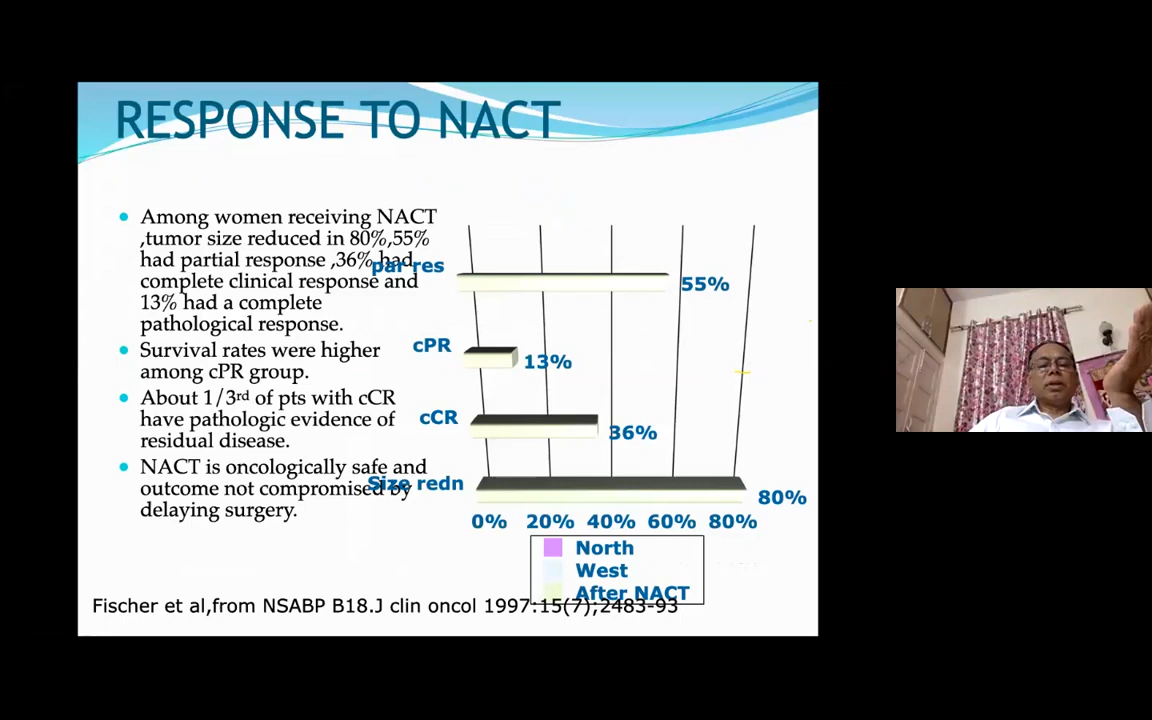 RESPONSE TO NACT
Among women receiving NACT
,tumor size reduced in 80%,55%
had partial response ,36% had
complete clinical response and
13% had a complete
pathological response.
Survival rates were higher
among cPR group.
About 1/3rd of pts with cCR
have pathologic evidence of
residual disease.
NACT is oncologically safe and
outcome not compromised by
delaying surgery.
par res
55%
cPR
13%
cCR
36%
Size redn
80%
0% 20% 40% 60% 80%
North
West
After NACT
Fischer et al,from NSABP B18.J clin oncol 1997:15(7);2483-93